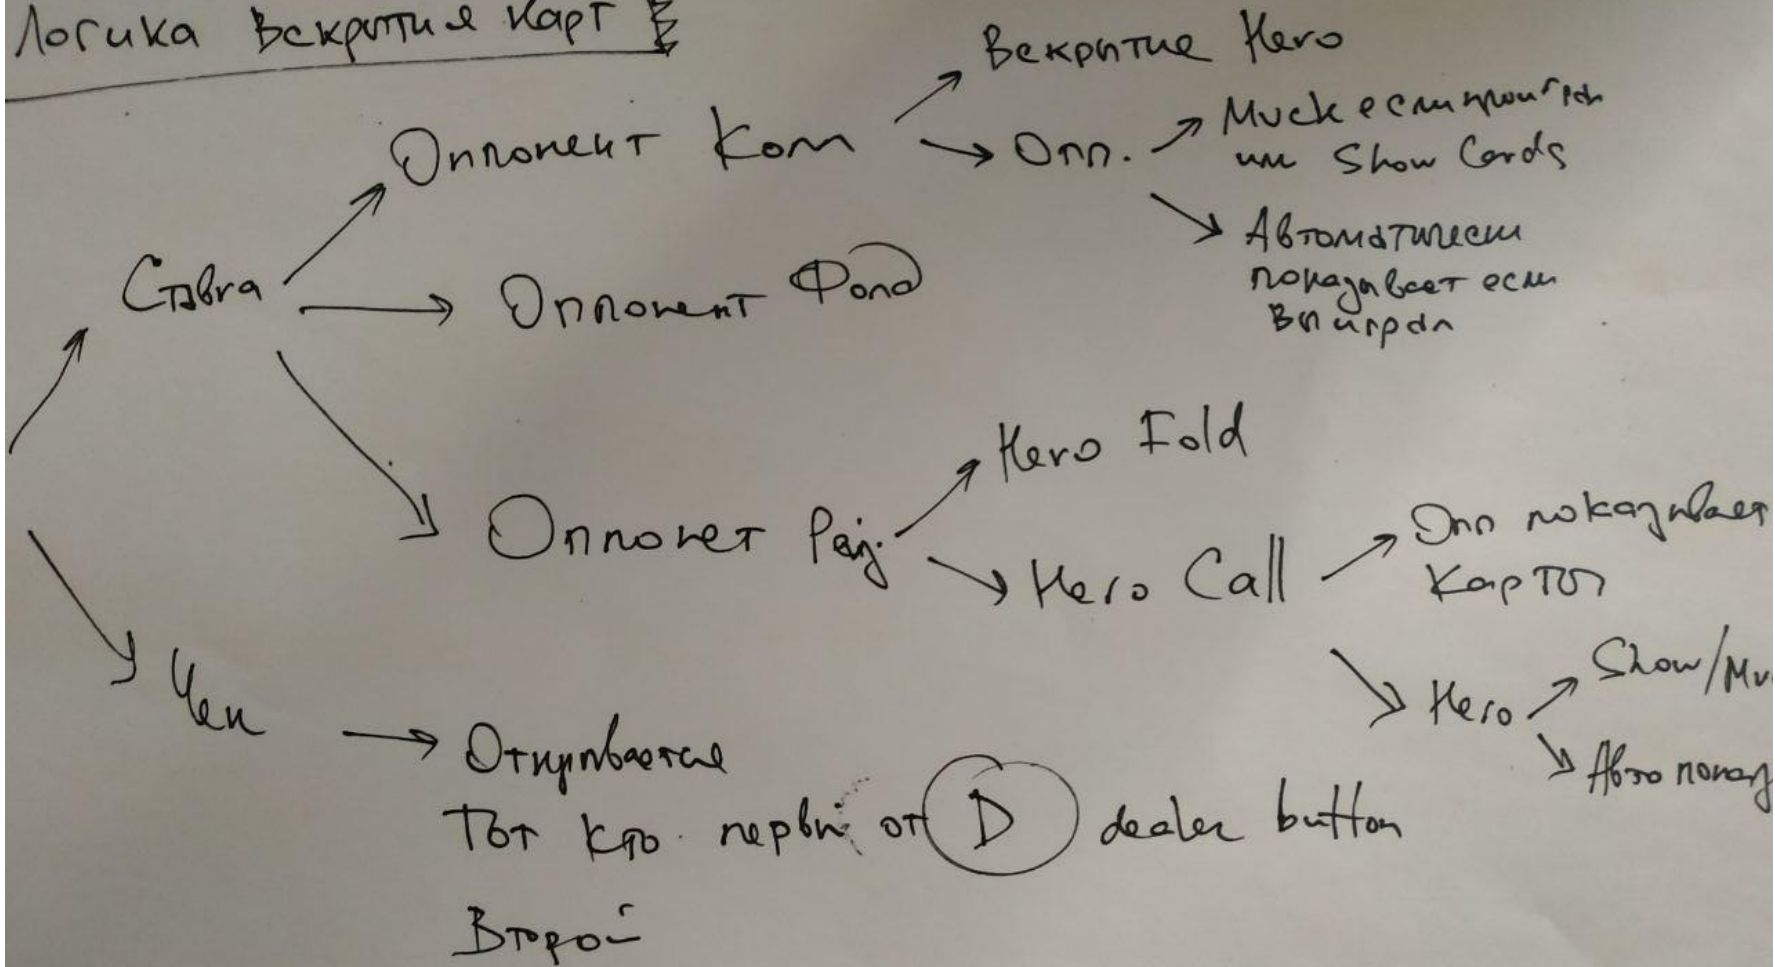 Логика Вскрытия карт
Вскрытие Hero
Оппонент Колл
Опп.
Muck если проиграл
или Show Cards
Автоматически
показывает если
Выиграл
Ставка
Оппонент Фолд
Hero Fold
Оппонет Рейз.
Hero Call
Опп показывает
Карты
Hero
Show/Mu
Авто показ
Чек
Открывается
Тот кто первый от D dealer button
Второй